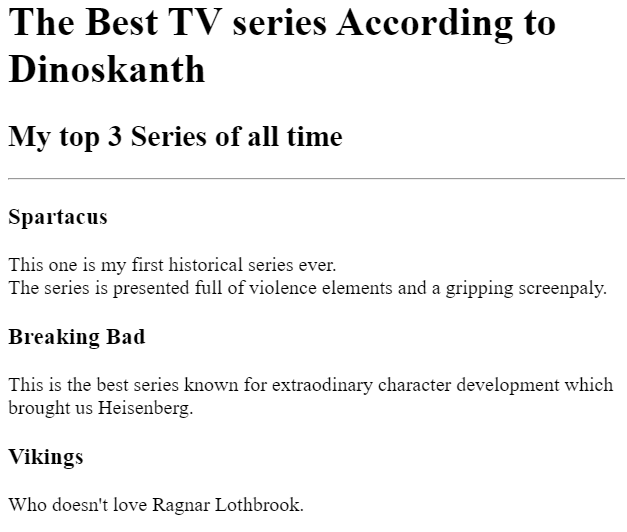 The Best TV series According to
Dinoskanth
My top 3 Series of all time
Spartacus
This one is my first historical series ever.
The series is presented full of violence elements and a gripping screenpaly.
Breaking Bad
This is the best series known for extraodinary character development which
brought us Heisenberg.
Vikings
Who doesn't love Ragnar Lothbrook.